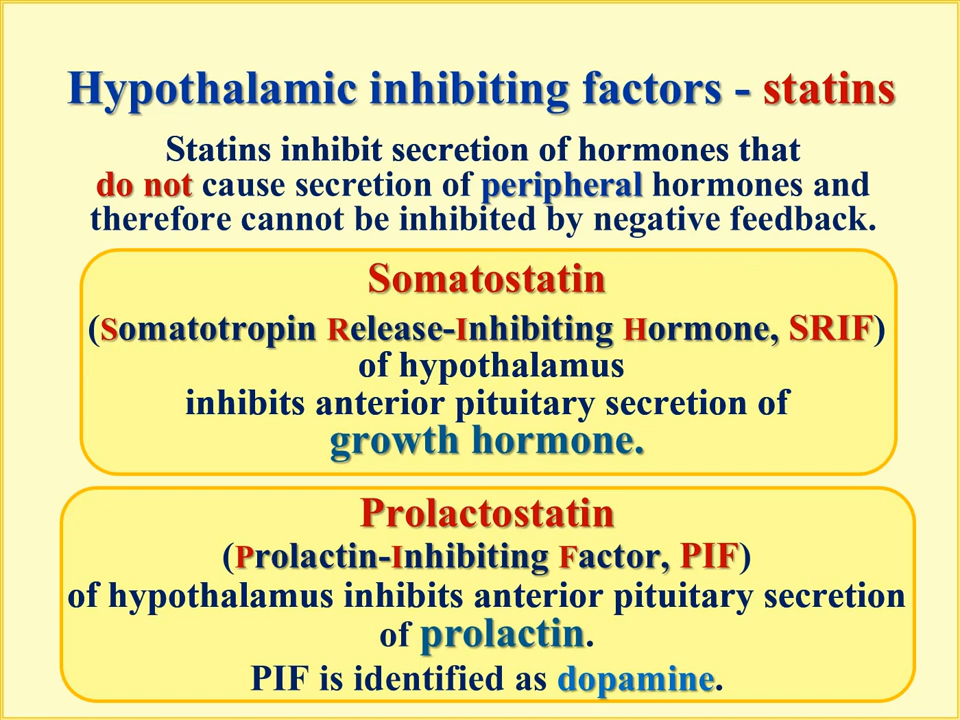 Hypothalamic inhibiting factors - statins
Statins inhibit secretion of hormones that
do not cause secretion of peripheral hormones and
therefore cannot be inhibited by negative feedback.
Somatostatin
(Somatotropin Release-Inhibiting Hormone, SRIF)
of hypothalamus
inhibits anterior pituitary secretion of
growth hormone.
Prolactostatin
(Prolactin-Inhibiting Factor, PIF)
of hypothalamus inhibits anterior pituitary secretion
of prolactin.
PIF is identified as dopamine.